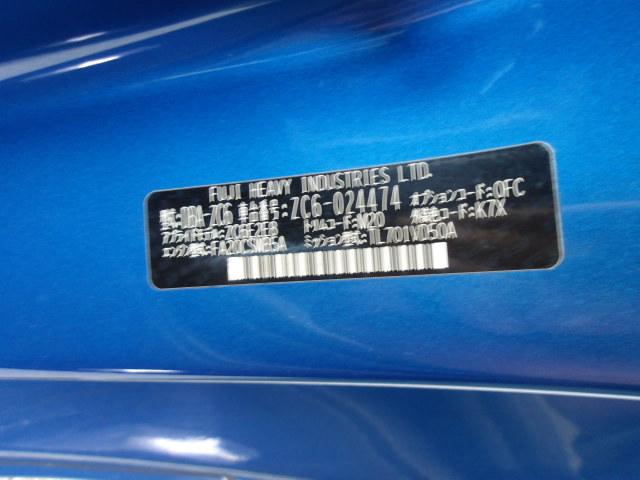 FUJI HEAVY INDUSTRIES LTD.
型式:DBA-ZC6 車台番号:ZC6-024474 オプションコード:OFC
アプライドモデル:ZC6E2E8 トリムコード:M20 外装色コード:K7X
エンジン型式:FA20CSWB5A ミッション型式:TL701VD50A